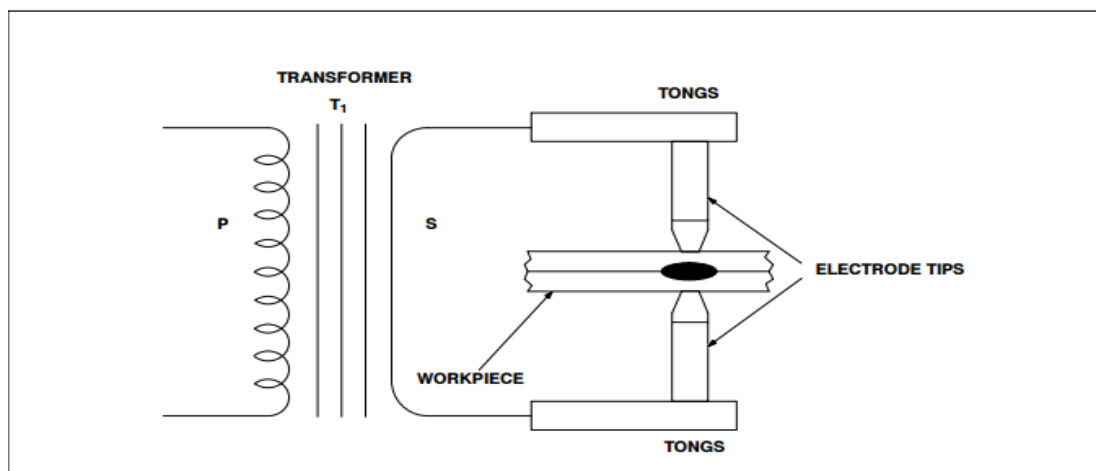 TRANSFORMER
T1
TONGS
P
S
ELECTRODE TIPS
WORKPIECE
TONGS